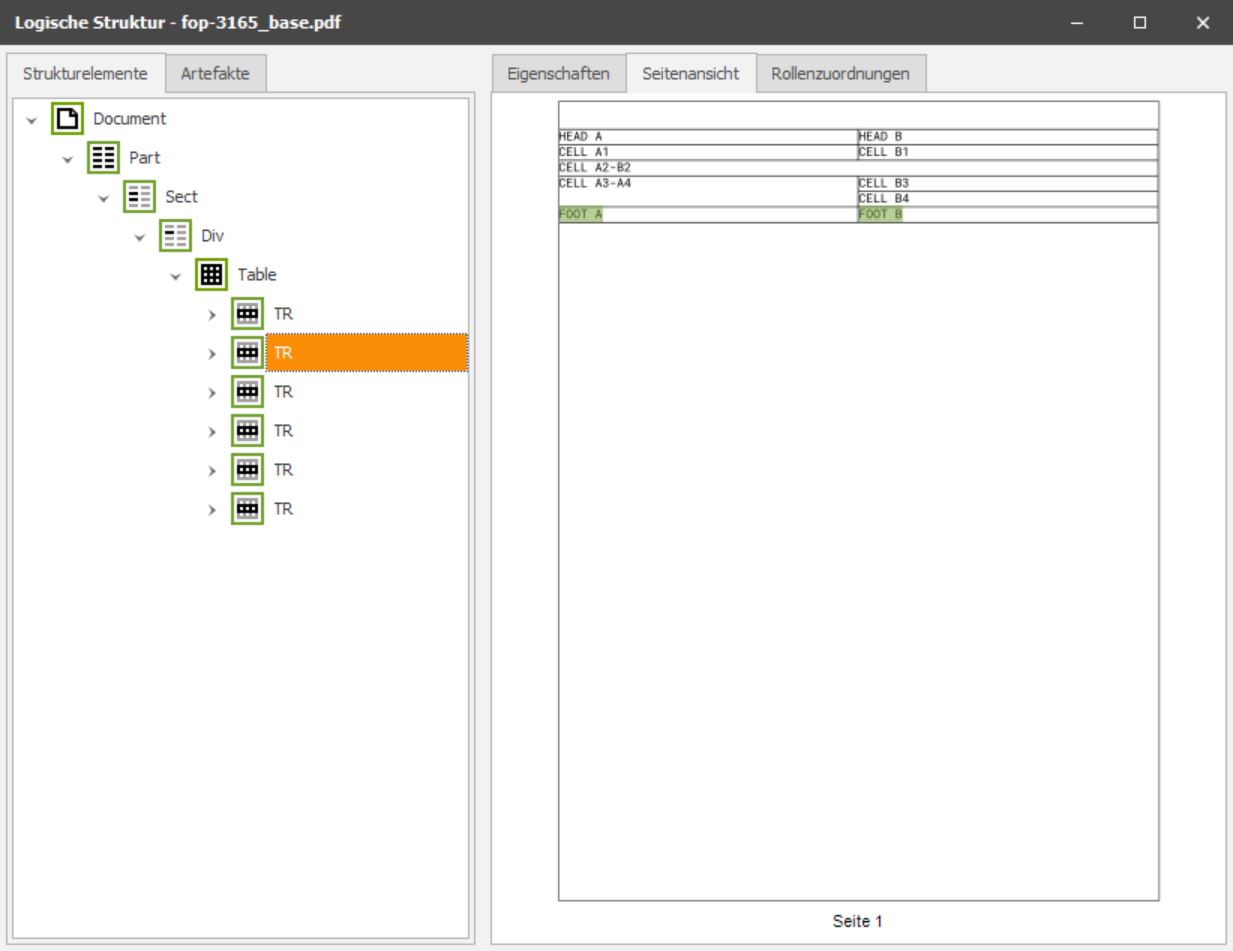 Logische Struktur - fop-3165_base.pdf
Strukturelemente Artefakte
Document
Part
Sect
Div
Table
TR
TR
TR
TR
TR
TR
Eigenschaften Seitenansicht Rollenzuordnungen
HEAD A HEAD B
CELL A1 CELL B1
CELL A2-B2
CELL A3-A4 CELL B3
CELL B4
FOOT A FOOT B
Seite 1